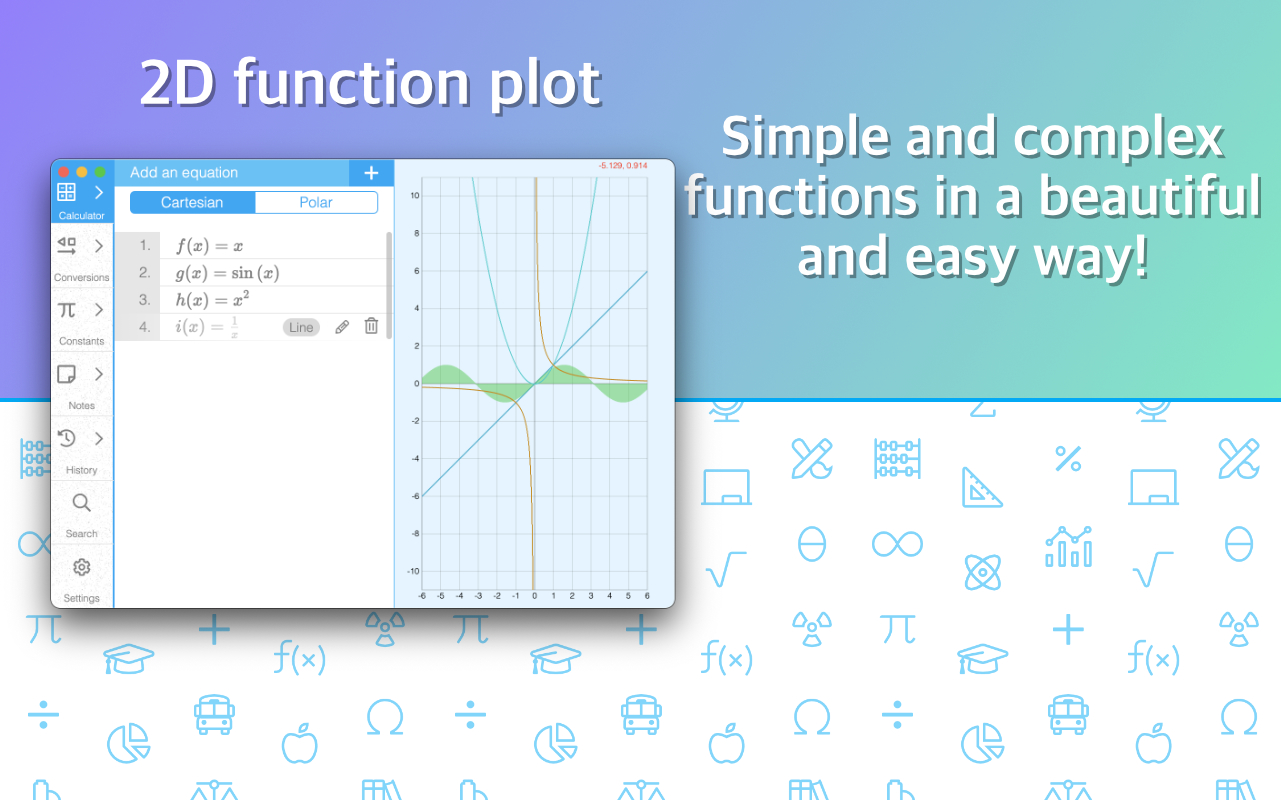 2D function plot
Simple and complex
functions in a beautiful
and easy way!
Calculator
Conversions
π
Constants
Notes
History
Search
Settings
Add an equation +
Cartesian Polar
1. f(x) = x
2. g(x) = sin (x)
3. h(x) = x²
4. i(x) = 1/x Line
-5.129, 0.914
10
8
6
4
2
0
-2
-4
-6
-8
-10
-6 -5 -4 -3 -2 -1 0 1 2 3 4 5 6
%
√ θ ∞ √ θ
π + π + π +
f(x) f(x) f(x)
÷ Ω ÷ Ω ÷ Ω